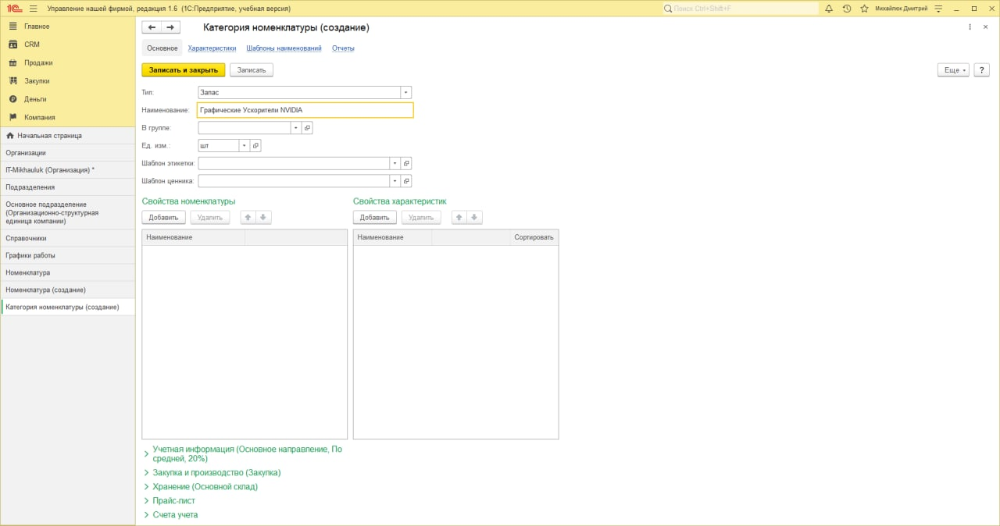 1С Управление нашей фирмой, редакция 1.6 (1С:Предприятие, учебная версия)
Поиск Ctrl+Shift+F
Михайлюк Дмитрий
Главное
CRM
Продажи
Закупки
Деньги
Компания
Начальная страница
Организации
IT-Mikhauluk (Организация) *
Подразделения
Основное подразделение
(Организационно-структурная
единица компании)
Справочники
Графики работы
Номенклатура
Номенклатура (создание)
Категория номенклатуры (создание)
Категория номенклатуры (создание)
Основное Характеристики Шаблоны наименований Отчеты
Записать и закрыть Записать Еще ?
Тип: Запас
Наименование: Графические Ускорители NVIDIA
В группе:
Ед. изм.: шт
Шаблон этикетки:
Шаблон ценника:
Свойства номенклатуры
Добавить Удалить
Наименование
Свойства характеристик
Добавить Удалить
Наименование Сортировать
Учетная информация (Основное направление, По
средней, 20%)
Закупка и производство (Закупка)
Хранение (Основной склад)
Прайс-лист
Счета учета